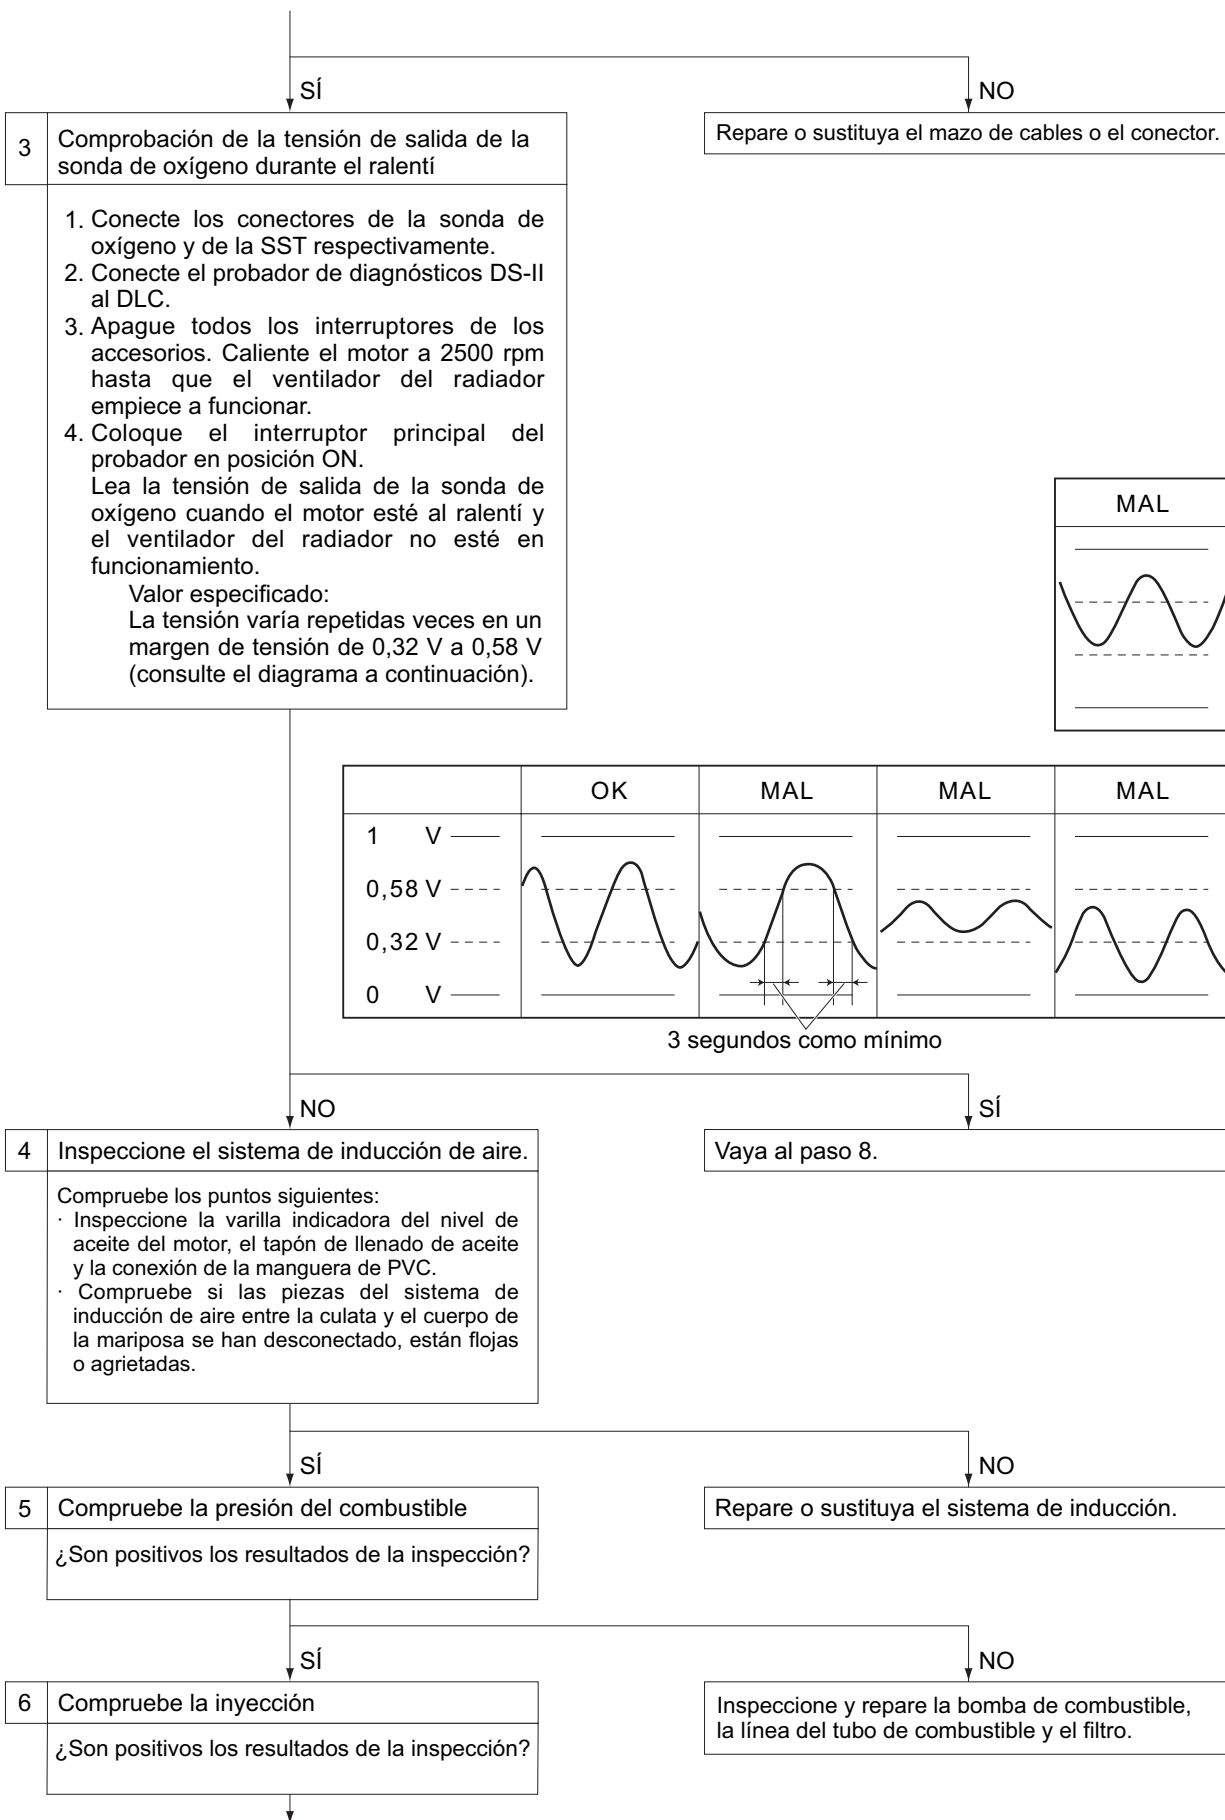 SÍ
NO
3
Comprobación de la tensión de salida de la
sonda de oxígeno durante el ralentí
Repare o sustituya el mazo de cables o el conector.
1. Conecte los conectores de la sonda de
oxígeno y de la SST respectivamente.
2. Conecte el probador de diagnósticos DS-II
al DLC.
3. Apague todos los interruptores de los
accesorios. Caliente el motor a 2500 rpm
hasta que el ventilador del radiador
empiece a funcionar.
4. Coloque el interruptor principal del
probador en posición ON.
Lea la tensión de salida de la sonda de
oxígeno cuando el motor esté al ralentí y
el ventilador del radiador no esté en
funcionamiento.
Valor especificado:
La tensión varía repetidas veces en un
margen de tensión de 0,32 V a 0,58 V
(consulte el diagrama a continuación).
MAL
OK MAL MAL MAL
1 V
0,58 V
0,32 V
0 V
3 segundos como mínimo
NO
SÍ
4 Inspeccione el sistema de inducción de aire.
Vaya al paso 8.
Compruebe los puntos siguientes:
· Inspeccione la varilla indicadora del nivel de
aceite del motor, el tapón de llenado de aceite
y la conexión de la manguera de PVC.
· Compruebe si las piezas del sistema de
inducción de aire entre la culata y el cuerpo de
la mariposa se han desconectado, están flojas
o agrietadas.
SÍ
NO
5 Compruebe la presión del combustible
Repare o sustituya el sistema de inducción.
¿Son positivos los resultados de la inspección?
SÍ
NO
6 Compruebe la inyección
Inspeccione y repare la bomba de combustible,
la línea del tubo de combustible y el filtro.
¿Son positivos los resultados de la inspección?